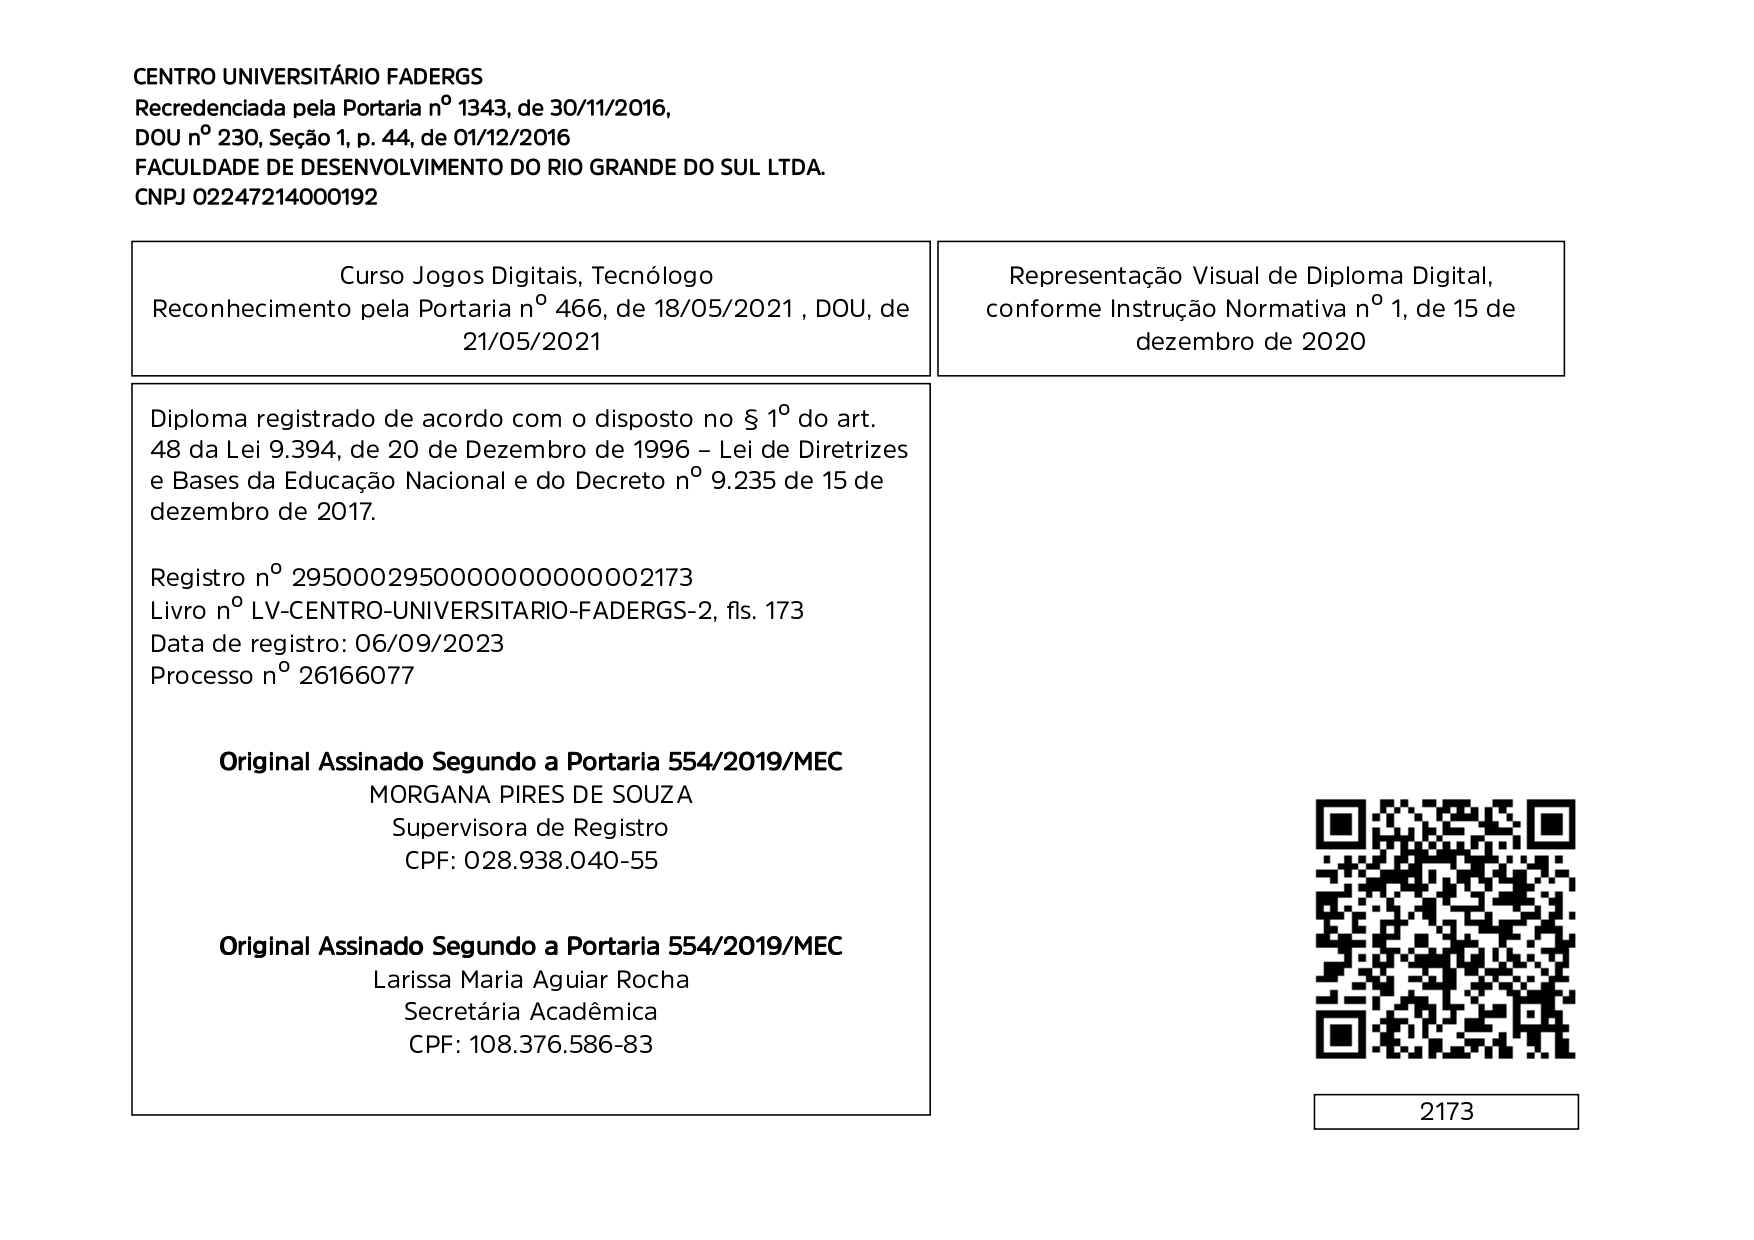 CENTRO UNIVERSITÁRIO FADERGS
Recredenciada pela Portaria nº 1343, de 30/11/2016,
DOU nº 230, Seção 1, p. 44, de 01/12/2016
FACULDADE DE DESENVOLVIMENTO DO RIO GRANDE DO SUL LTDA.
CNPJ 02247214000192
Curso Jogos Digitais, Tecnólogo
Reconhecimento pela Portaria nº 466, de 18/05/2021 , DOU, de
21/05/2021
Representação Visual de Diploma Digital,
conforme Instrução Normativa nº 1, de 15 de
dezembro de 2020
Diploma registrado de acordo com o disposto no § 1º do art.
48 da Lei 9.394, de 20 de Dezembro de 1996 – Lei de Diretrizes
e Bases da Educação Nacional e do Decreto nº 9.235 de 15 de
dezembro de 2017.
Registro nº 2950002950000000000002173
Livro nº LV-CENTRO-UNIVERSITARIO-FADERGS-2, fls. 173
Data de registro: 06/09/2023
Processo nº 26166077
Original Assinado Segundo a Portaria 554/2019/MEC
MORGANA PIRES DE SOUZA
Supervisora de Registro
CPF: 028.938.040-55
Original Assinado Segundo a Portaria 554/2019/MEC
Larissa Maria Aguiar Rocha
Secretária Acadêmica
CPF: 108.376.586-83
2173